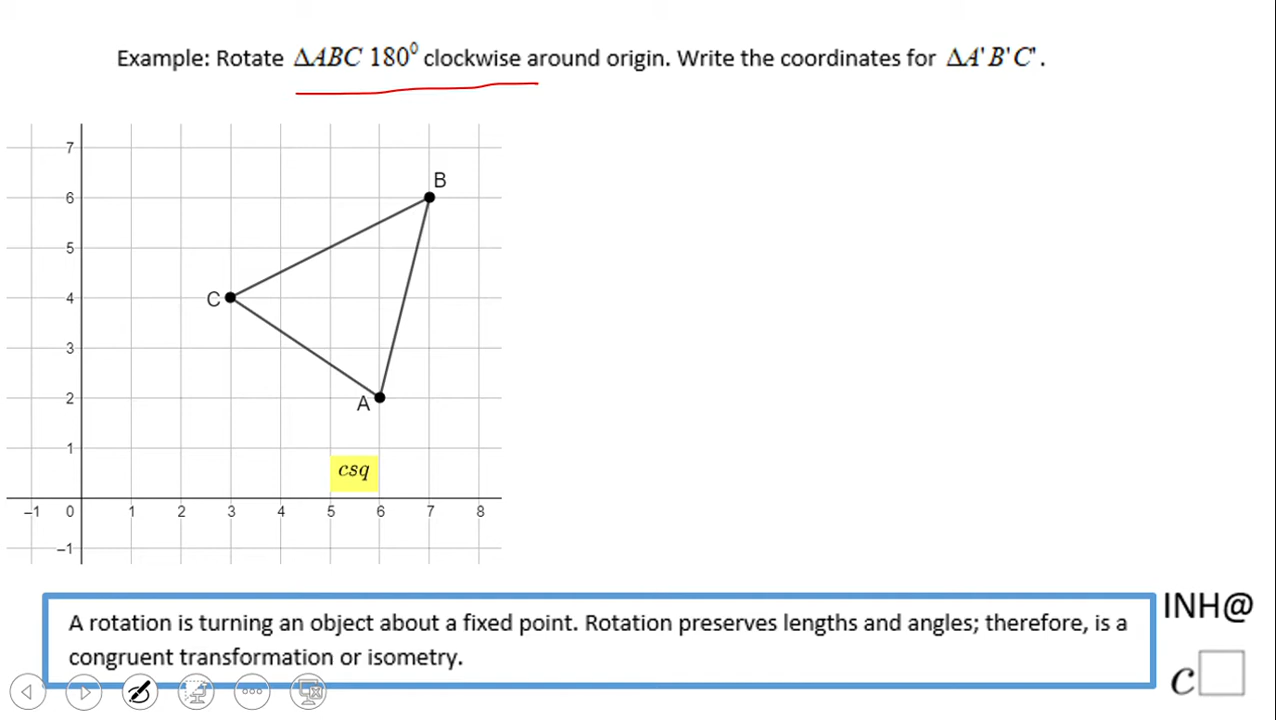 Example: Rotate ΔABC 180⁰ clockwise around origin. Write the coordinates for ΔA'B'C'.
7
B
6
5
C
4
3
2
A
1
csq
−1 0 1 2 3 4 5 6 7 8
−1
INH@
A rotation is turning an object about a fixed point. Rotation preserves lengths and angles; therefore, is a
congruent transformation or isometry.
c